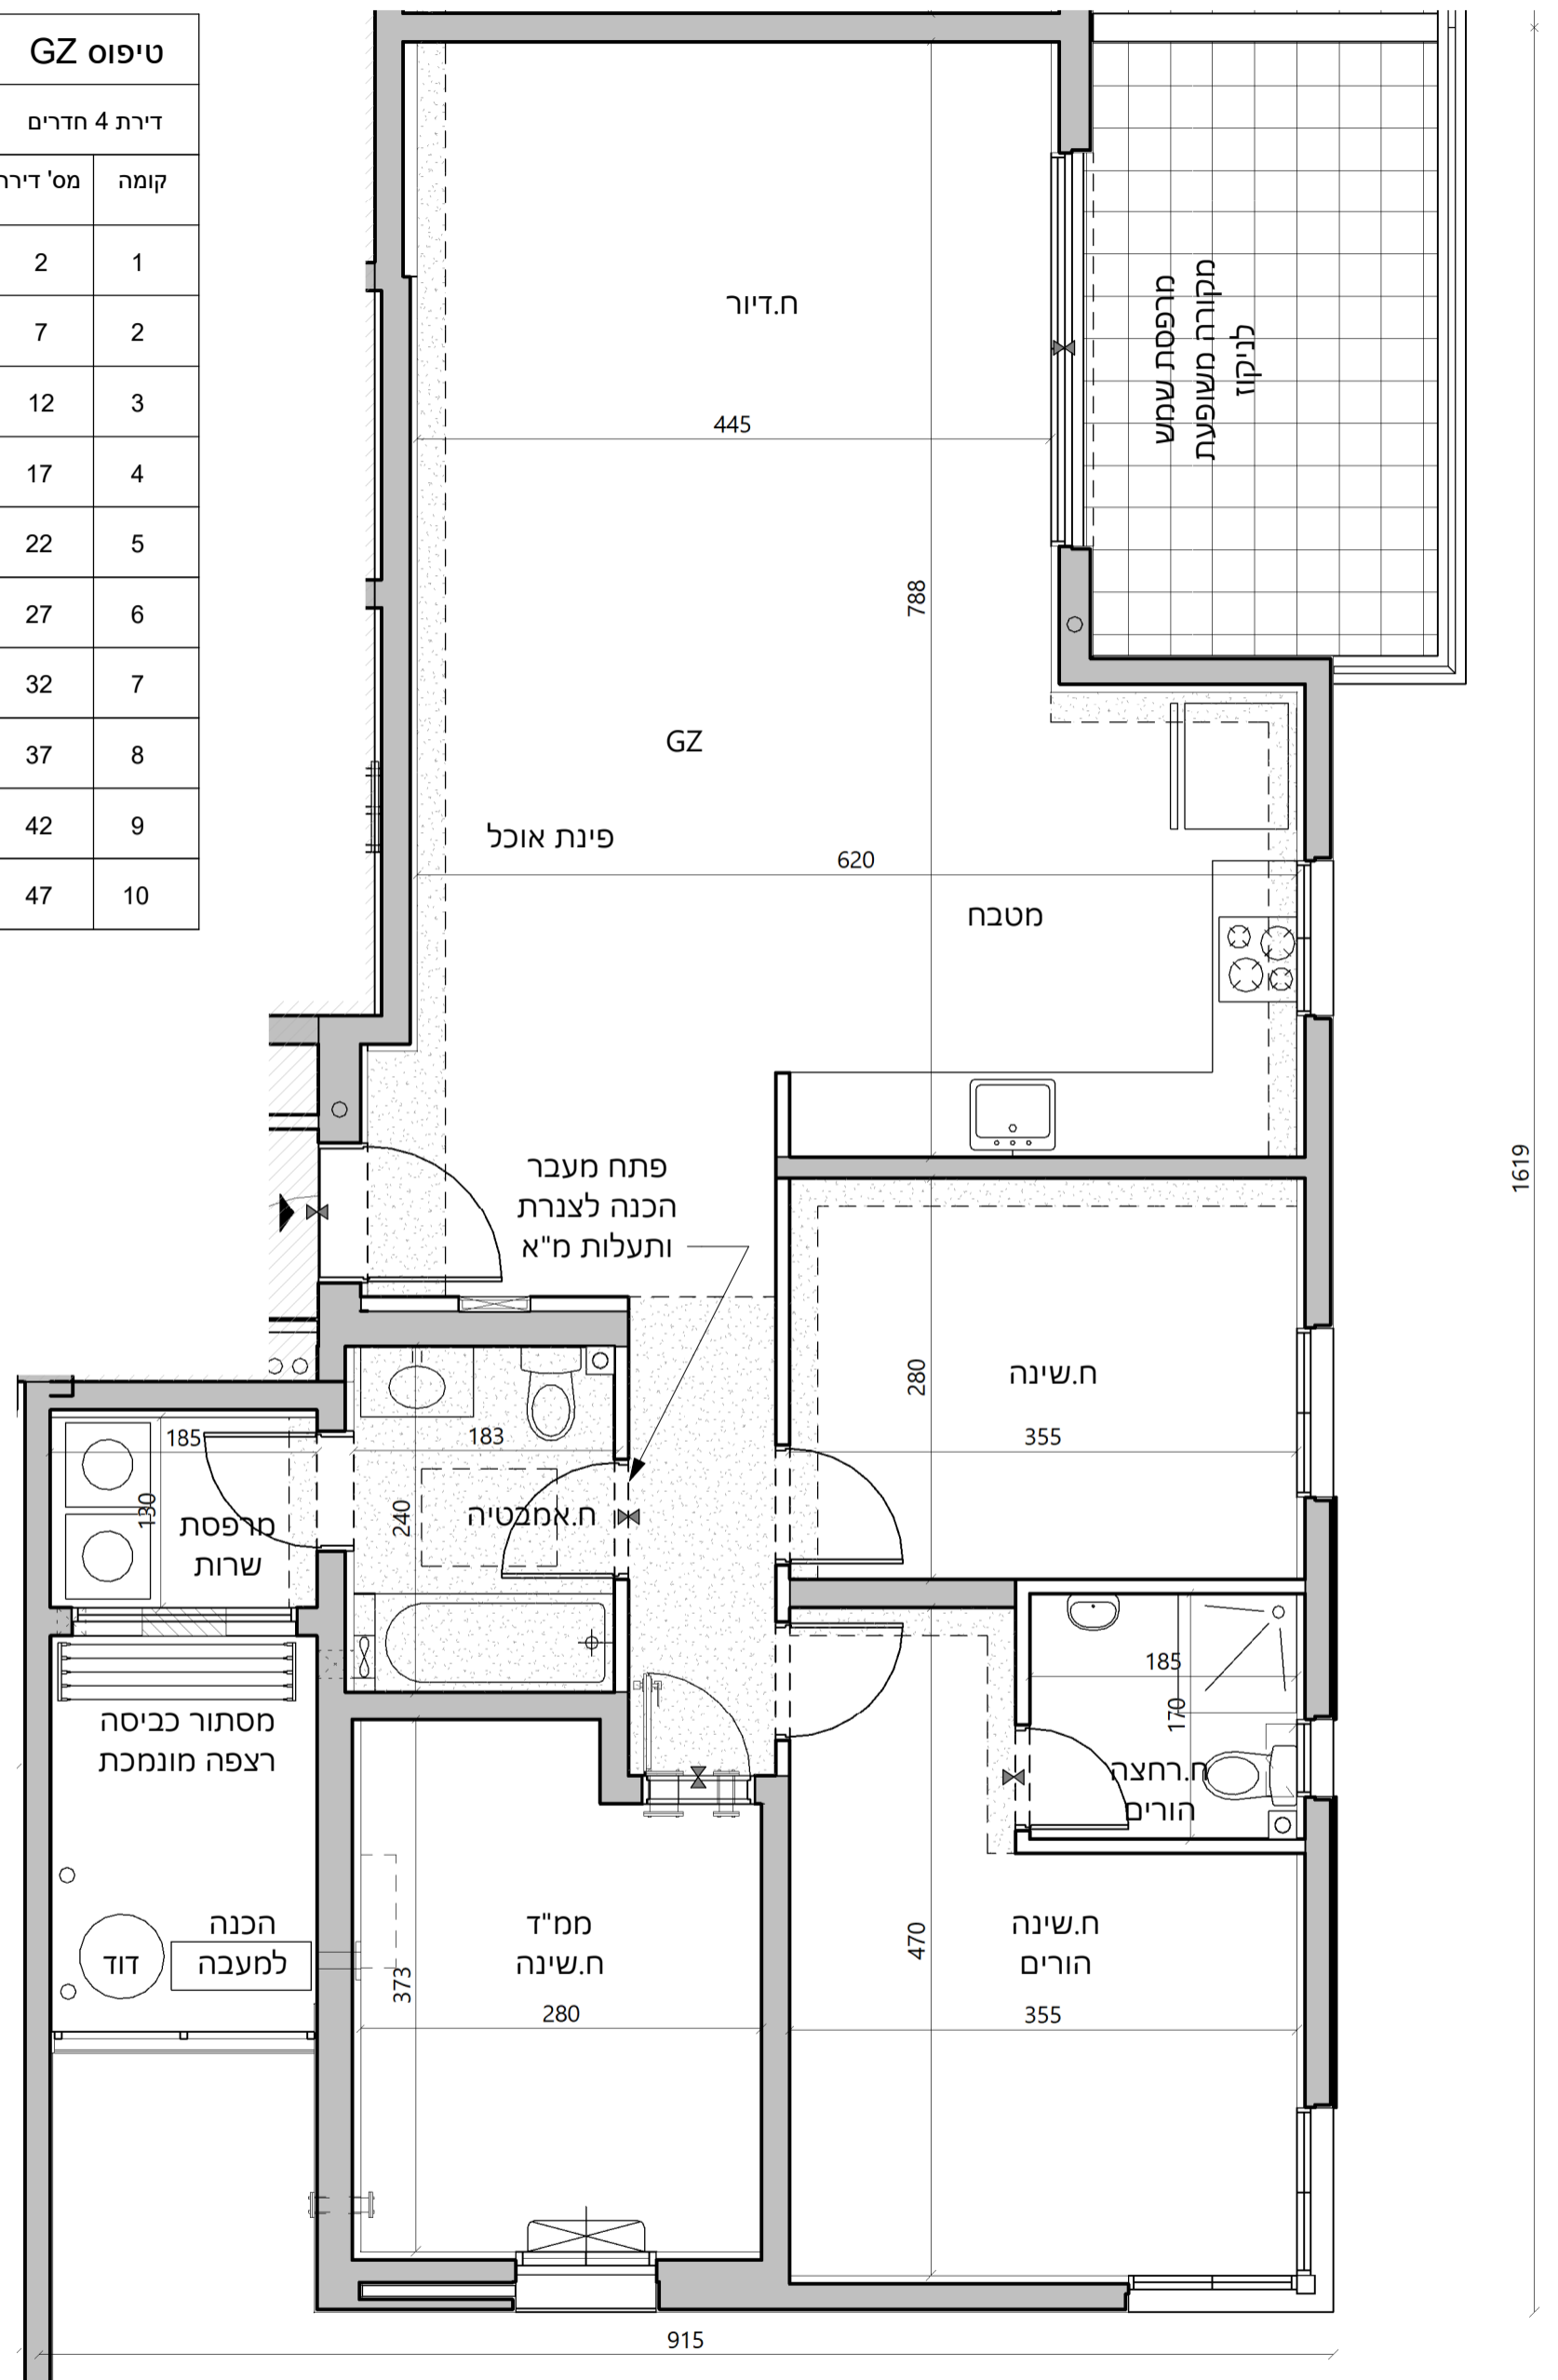 טיפוס GZ
דירת 4 חדרים
קומה מס' דירה
1 2
2 7
3 12
4 17
5 22
6 27
7 32
8 37
9 42
10 47
ח.דיור
445
מרפסת שמש
מקורה משופעת
לניקוז
788
GZ
פינת אוכל
620
מטבח
1619
פתח מעבר
הכנה לצנרת
ותעלות מ"א
280
ח.שינה
355
185
130
מרפסת
שרות
183
240
ח.אמבטיה
185
170
ח.רחצה
הורים
מסתור כביסה
רצפה מונמכת
הכנה
למעבה
דוד
ממ"ד
ח.שינה
373
280
ח.שינה
הורים
470
355
915